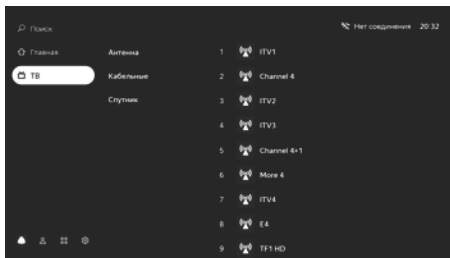 Поиск
Нет соединения 20:32
Главная
ТВ
Антенна
Кабельные
Спутник
1 ITV1
2 Channel 4
3 ITV2
4 ITV3
5 Channel 4+1
6 More 4
7 ITV4
8 E4
9 TF1 HD